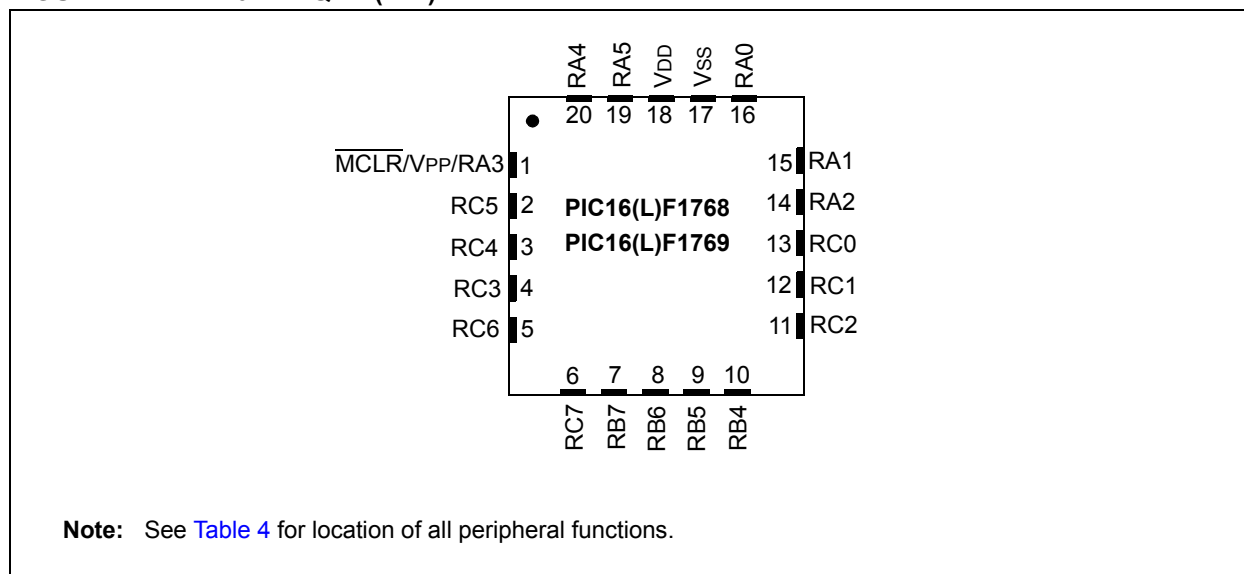 RA4
RA5
VDD
VSS
RA0
20 19 18 17 16
MCLR/VPP/RA3 1
15 RA1
RC5 2
PIC16(L)F1768
14 RA2
RC4 3
PIC16(L)F1769
13 RC0
RC3 4
12 RC1
RC6 5
11 RC2
6 7 8 9 10
RC7
RB7
RB6
RB5
RB4
Note: See Table 4 for location of all peripheral functions.